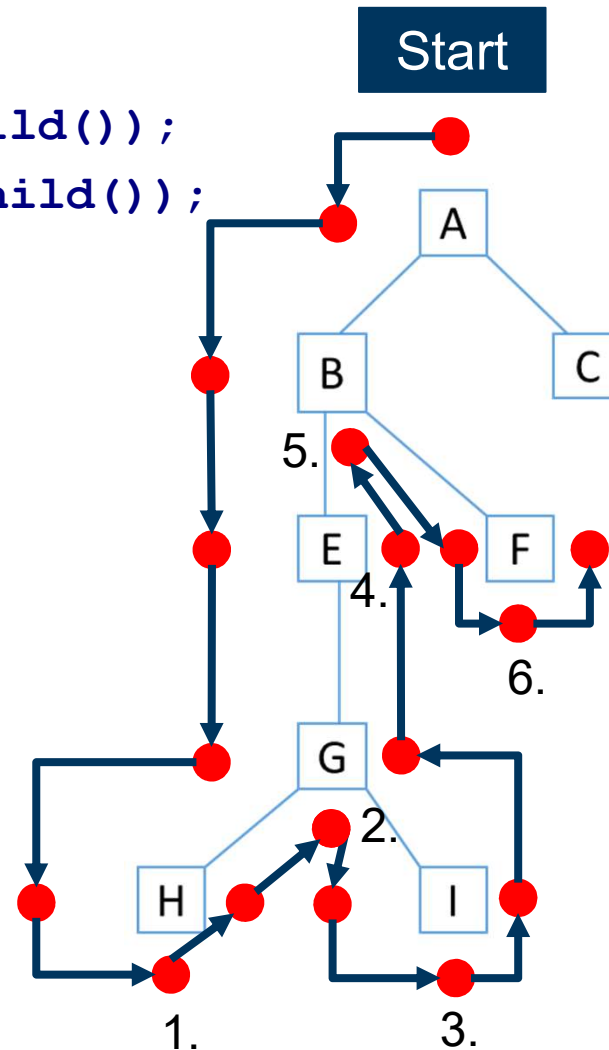 Start
ild());
hild());
A
B
C
5.
E
F
4.
6.
G
2.
H
I
1.
3.